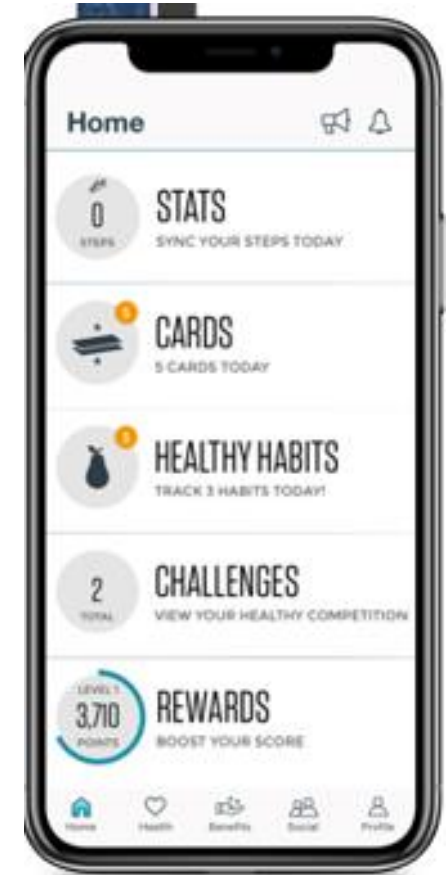 Home
0
STEPS
STATS
SYNC YOUR STEPS TODAY
5
CARDS
5 CARDS TODAY
HEALTHY HABITS
TRACK 3 HABITS TODAY!
2
TOTAL
CHALLENGES
VIEW YOUR HEALTHY COMPETITION
LEVEL 1
3,710
POINTS
REWARDS
BOOST YOUR SCORE
Home
Health
Benefits
Social
Profile